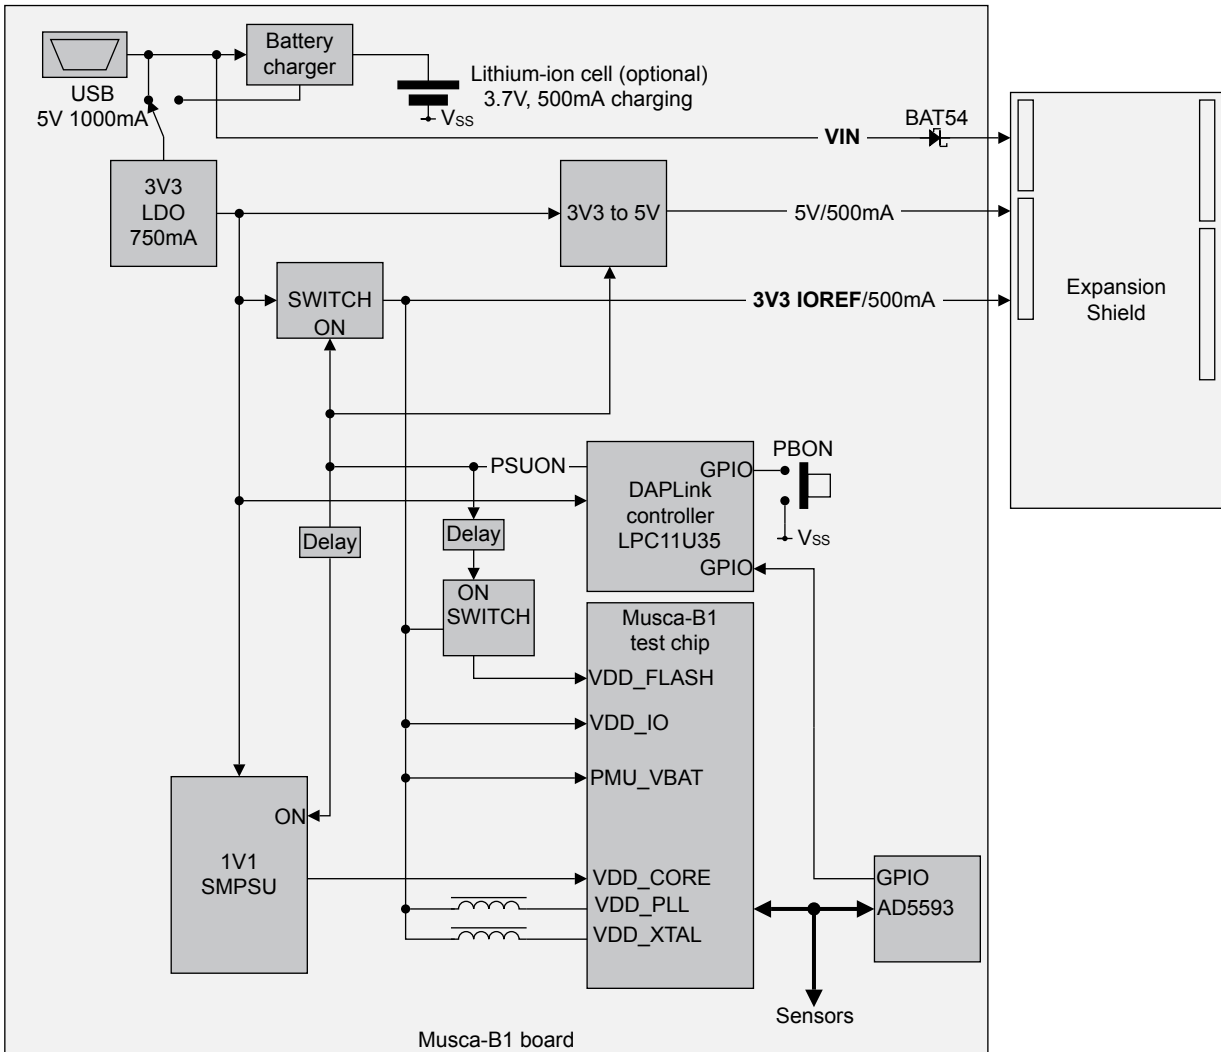 USB
5V 1000mA
Battery
charger
Lithium-ion cell (optional)
3.7V, 500mA charging
VSS
BAT54
VIN
3V3
LDO
750mA
3V3 to 5V
5V/500mA
SWITCH
ON
3V3 IOREF/500mA
Expansion
Shield
PSUON
GPIO
PBON
DAPLink
controller
LPC11U35
VSS
GPIO
Delay
Delay
ON
SWITCH
Musca-B1
test chip
VDD_FLASH
VDD_IO
PMU_VBAT
ON
1V1
SMPSU
VDD_CORE
VDD_PLL
VDD_XTAL
GPIO
AD5593
Sensors
Musca-B1 board